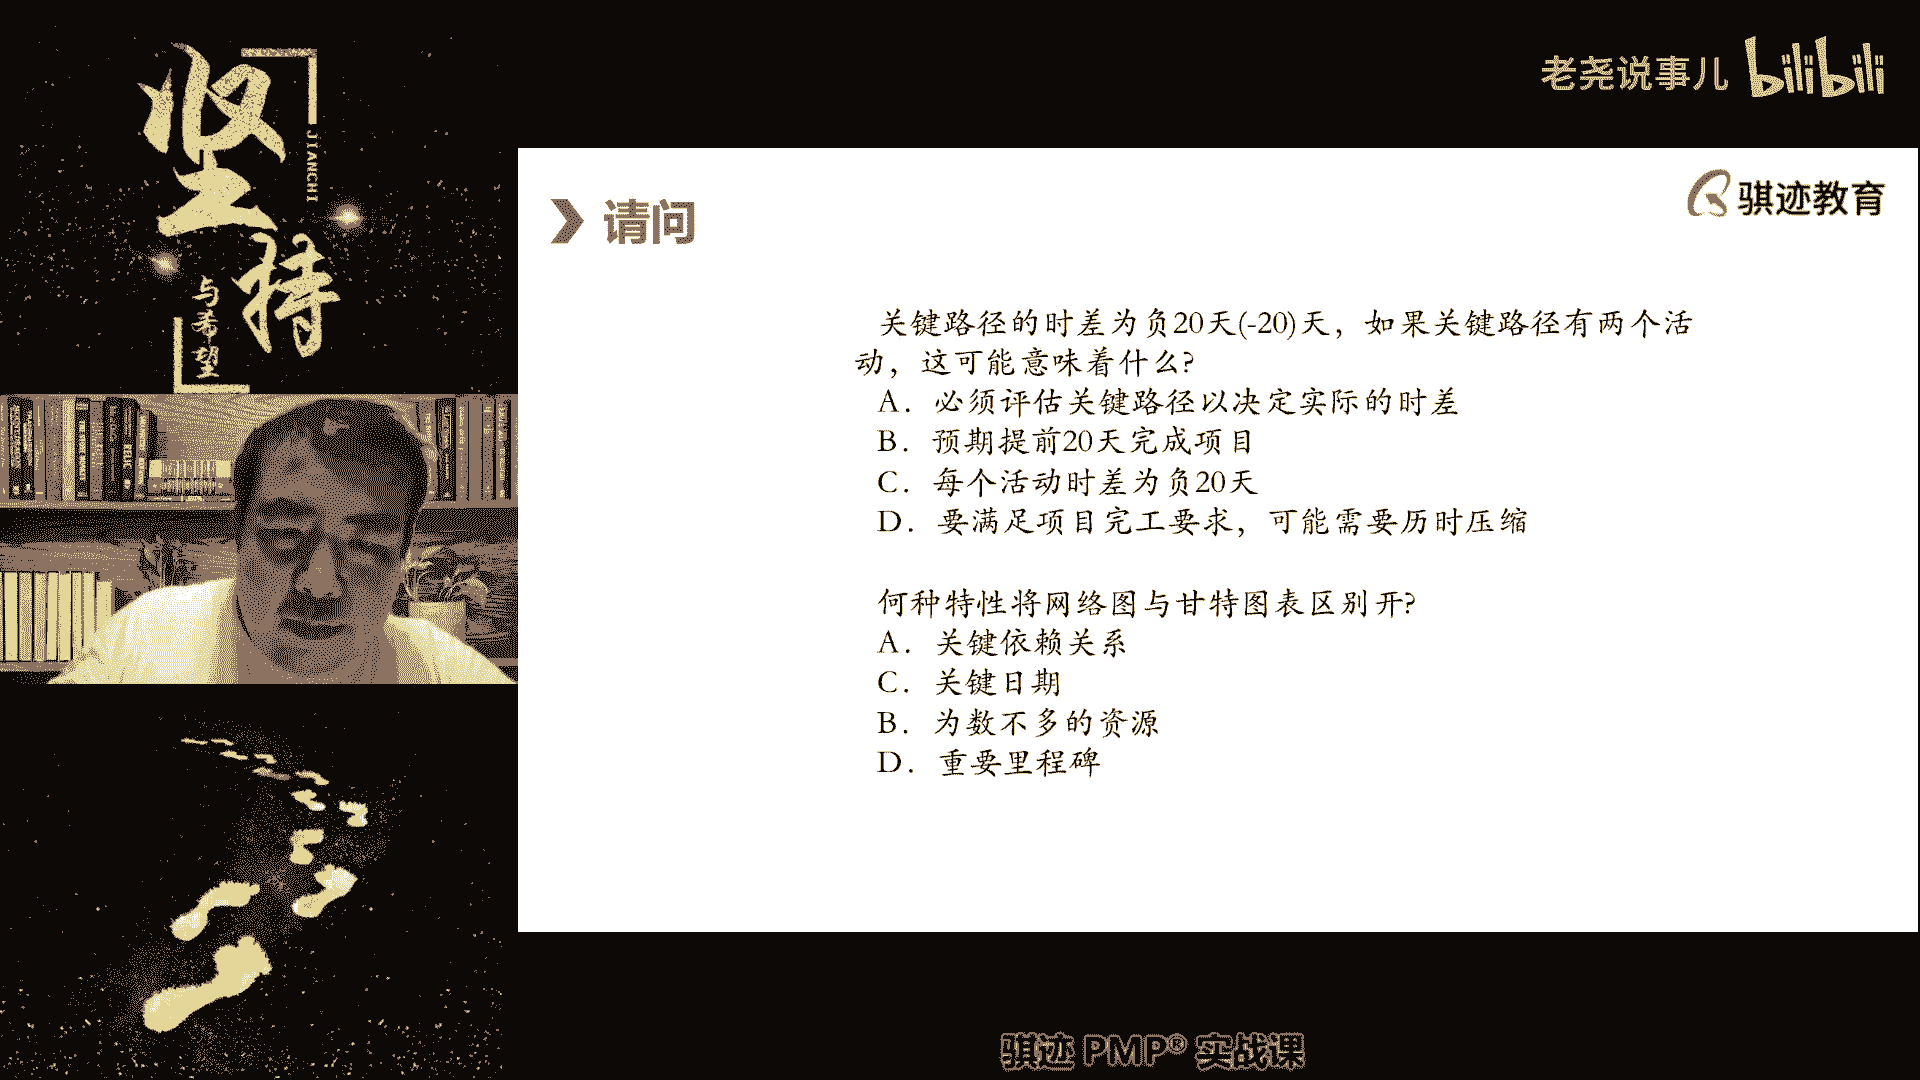 坚持
JIANCHI
与希望
老尧说事儿 bilibili
骐迹教育
请问
关键路径的时差为负20天(-20)天，如果关键路径有两个活
动，这可能意味着什么?
A．必须评估关键路径以决定实际的时差
B．预期提前20天完成项目
C．每个活动时差为负20天
D．要满足项目完工要求，可能需要历时压缩
何种特性将网络图与甘特图表区别开?
A．关键依赖关系
C．关键日期
B．为数不多的资源
D．重要里程碑
骐迹 PMP® 实战课